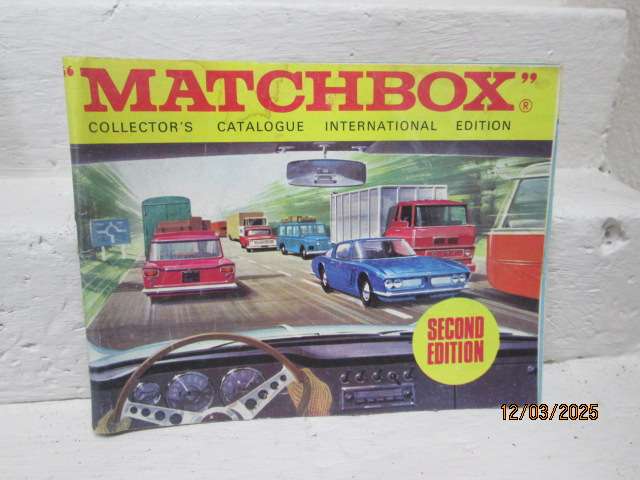 “MATCHBOX”®
COLLECTOR'S CATALOGUE INTERNATIONAL EDITION
SECOND
EDITION
12/03/2025